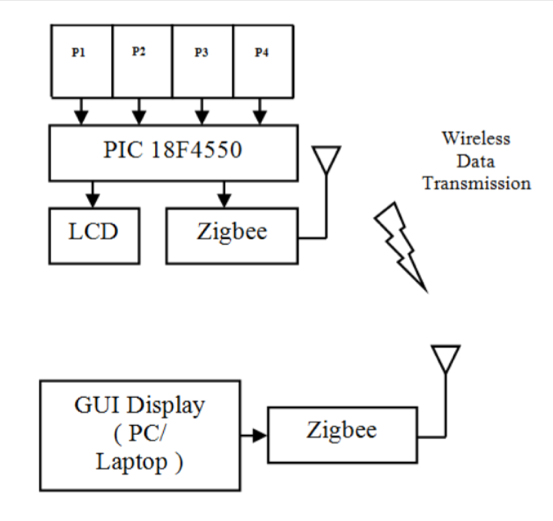 P1 P2 P3 P4
PIC 18F4550
Wireless
Data
Transmission
LCD
Zigbee
GUI Display
( PC/
Laptop )
Zigbee